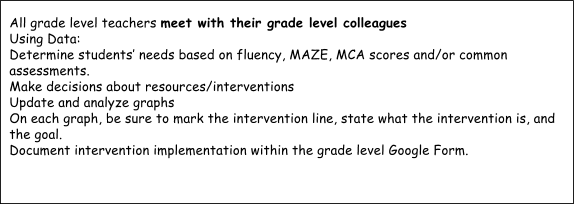 All grade level teachers meet with their grade level colleagues
Using Data:
Determine students' needs based on fluency, MAZE, MCA scores and/or common
assessments.
Make decisions about resources/interventions
Update and analyze graphs
On each graph, be sure to mark the intervention line, state what the intervention is, and
the goal.
Document intervention implementation within the grade level Google Form.